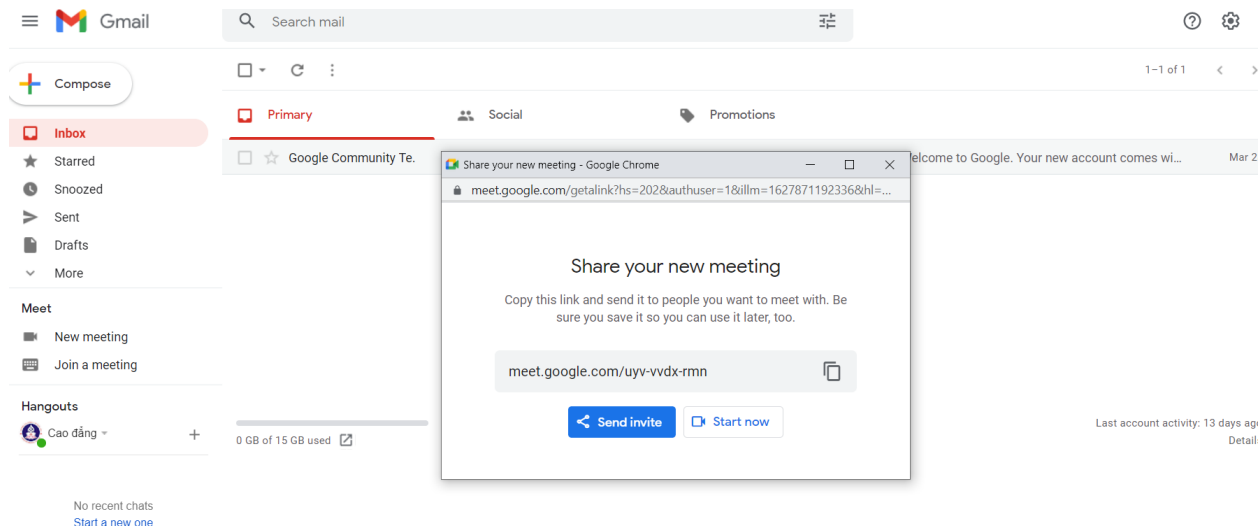 Gmail
Search mail
Compose
1–1 of 1
Primary
Social
Promotions
Inbox
Starred
Snoozed
Sent
Drafts
More
Google Community Te.
elcome to Google. Your new account comes wi...
Mar 2
Share your new meeting - Google Chrome
meet.google.com/getalink?hs=202&authuser=1&illm=1627871192336&hl=...
Share your new meeting
Copy this link and send it to people you want to meet with. Be
sure you save it so you can use it later, too.
meet.google.com/uyv-vvdx-rmn
Send invite
Start now
Meet
New meeting
Join a meeting
Hangouts
Cao đẳng
No recent chats
Start a new one
0 GB of 15 GB used
Last account activity: 13 days ago
Detail